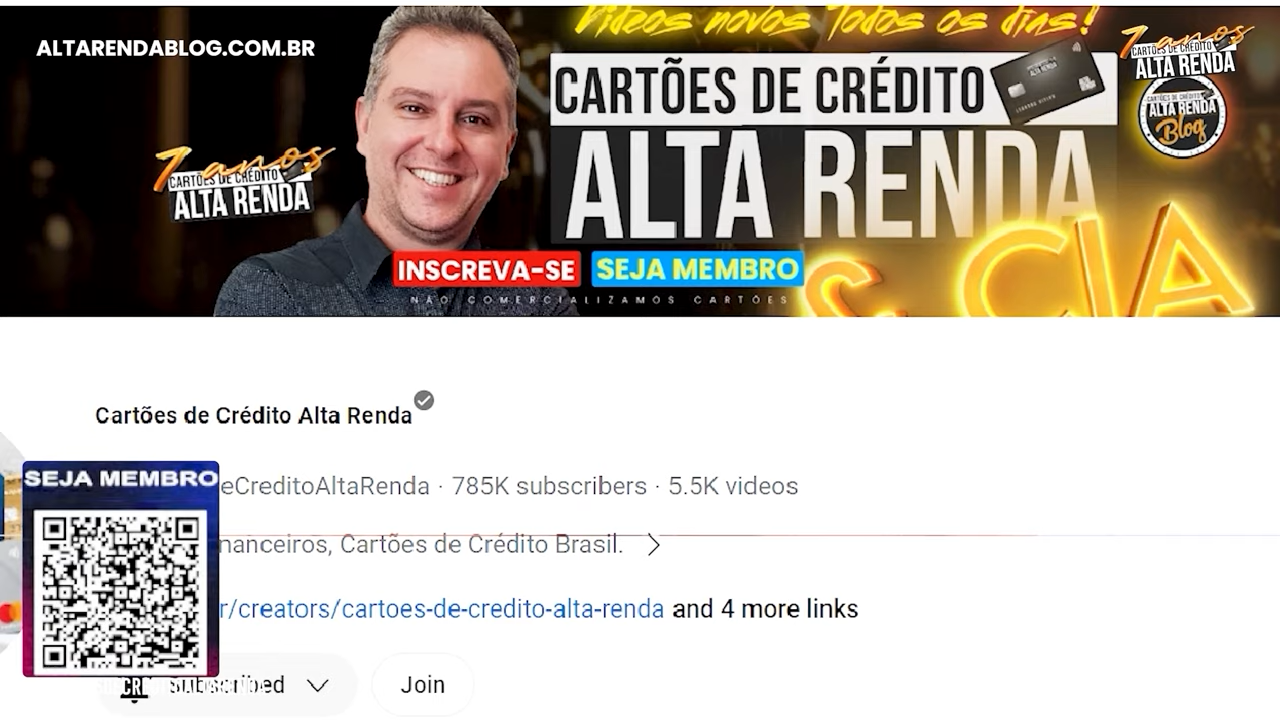 Vídeos novos Todos os dias!
ALTARENDABLOG.COM.BR
CARTÕES DE CRÉDITO
ALTA RENDA
& CIA
7 anos
CARTÕES DE CRÉDITO
ALTA RENDA
7 anos
CARTÕES DE CRÉDITO
ALTA RENDA
CARTÕES DE CRÉDITO
ALTA RENDA
Blog
INSCREVA-SE
SEJA MEMBRO
NÃO COMERCIALIZAMOS CARTÕES
Cartões de Crédito Alta Renda
SEJA MEMBRO
eCreditoAltaRenda · 785K subscribers · 5.5K videos
nanceiros, Cartões de Crédito Brasil.
r/creators/cartoes-de-credito-alta-renda and 4 more links
Join